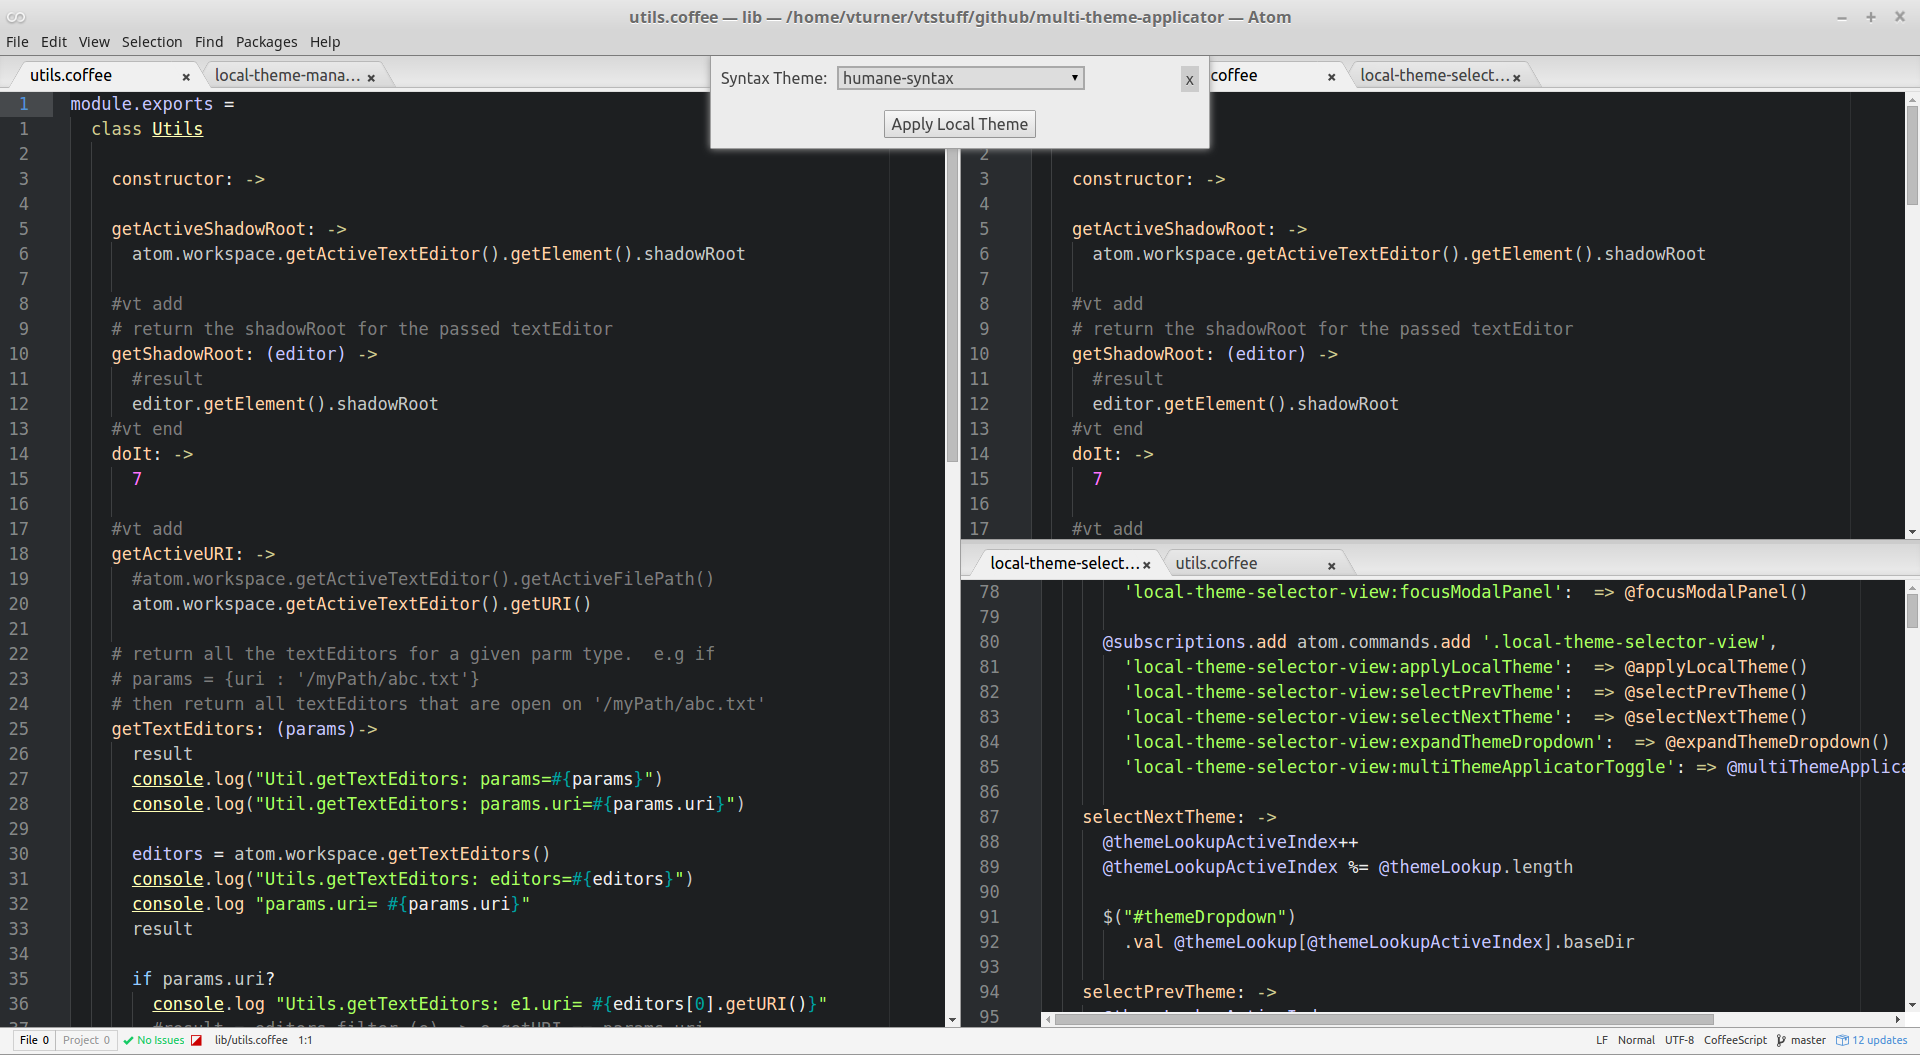 utils.coffee — lib — /home/vturner/vtstuff/github/multi-theme-applicator — Atom
File Edit View Selection Find Packages Help
utils.coffee × local-theme-mana... ×
Syntax Theme: humane-syntax x
Apply Local Theme
coffee × local-theme-select... ×
1 module.exports =
1 class Utils
2
3 constructor: ->
4
5 getActiveShadowRoot: ->
6 atom.workspace.getActiveTextEditor().getElement().shadowRoot
7
8 #vt add
9 # return the shadowRoot for the passed textEditor
10 getShadowRoot: (editor) ->
11 #result
12 editor.getElement().shadowRoot
13 #vt end
14 doIt: ->
15 7
16
17 #vt add
18 getActiveURI: ->
19 #atom.workspace.getActiveTextEditor().getActiveFilePath()
20 atom.workspace.getActiveTextEditor().getURI()
21
22 # return all the textEditors for a given parm type.  e.g if
23 # params = {uri : '/myPath/abc.txt'}
24 # then return all textEditors that are open on '/myPath/abc.txt'
25 getTextEditors: (params)->
26 result
27 console.log("Util.getTextEditors: params=#{params}")
28 console.log("Util.getTextEditors: params.uri=#{params.uri}")
29
30 editors = atom.workspace.getTextEditors()
31 console.log("Utils.getTextEditors: editors=#{editors}")
32 console.log "params.uri= #{params.uri}"
33 result
34
35 if params.uri?
36 console.log "Utils.getTextEditors: e1.uri= #{editors[0].getURI()}"
2
3 constructor: ->
4
5 getActiveShadowRoot: ->
6 atom.workspace.getActiveTextEditor().getElement().shadowRoot
7
8 #vt add
9 # return the shadowRoot for the passed textEditor
10 getShadowRoot: (editor) ->
11 #result
12 editor.getElement().shadowRoot
13 #vt end
14 doIt: ->
15 7
16
17 #vt add
local-theme-select... × utils.coffee ×
78 'local-theme-selector-view:focusModalPanel':  => @focusModalPanel()
79
80 @subscriptions.add atom.commands.add '.local-theme-selector-view',
81 'local-theme-selector-view:applyLocalTheme':  => @applyLocalTheme()
82 'local-theme-selector-view:selectPrevTheme':  => @selectPrevTheme()
83 'local-theme-selector-view:selectNextTheme':  => @selectNextTheme()
84 'local-theme-selector-view:expandThemeDropdown':  => @expandThemeDropdown()
85 'local-theme-selector-view:multiThemeApplicatorToggle': => @multiThemeApplica
86
87 selectNextTheme: ->
88 @themeLookupActiveIndex++
89 @themeLookupActiveIndex %= @themeLookup.length
90
91 $("#themeDropdown")
92 .val @themeLookup[@themeLookupActiveIndex].baseDir
93
94 selectPrevTheme: ->
95
File 0 Project 0 No Issues lib/utils.coffee 1:1
LF Normal UTF-8 CoffeeScript master 12 updates